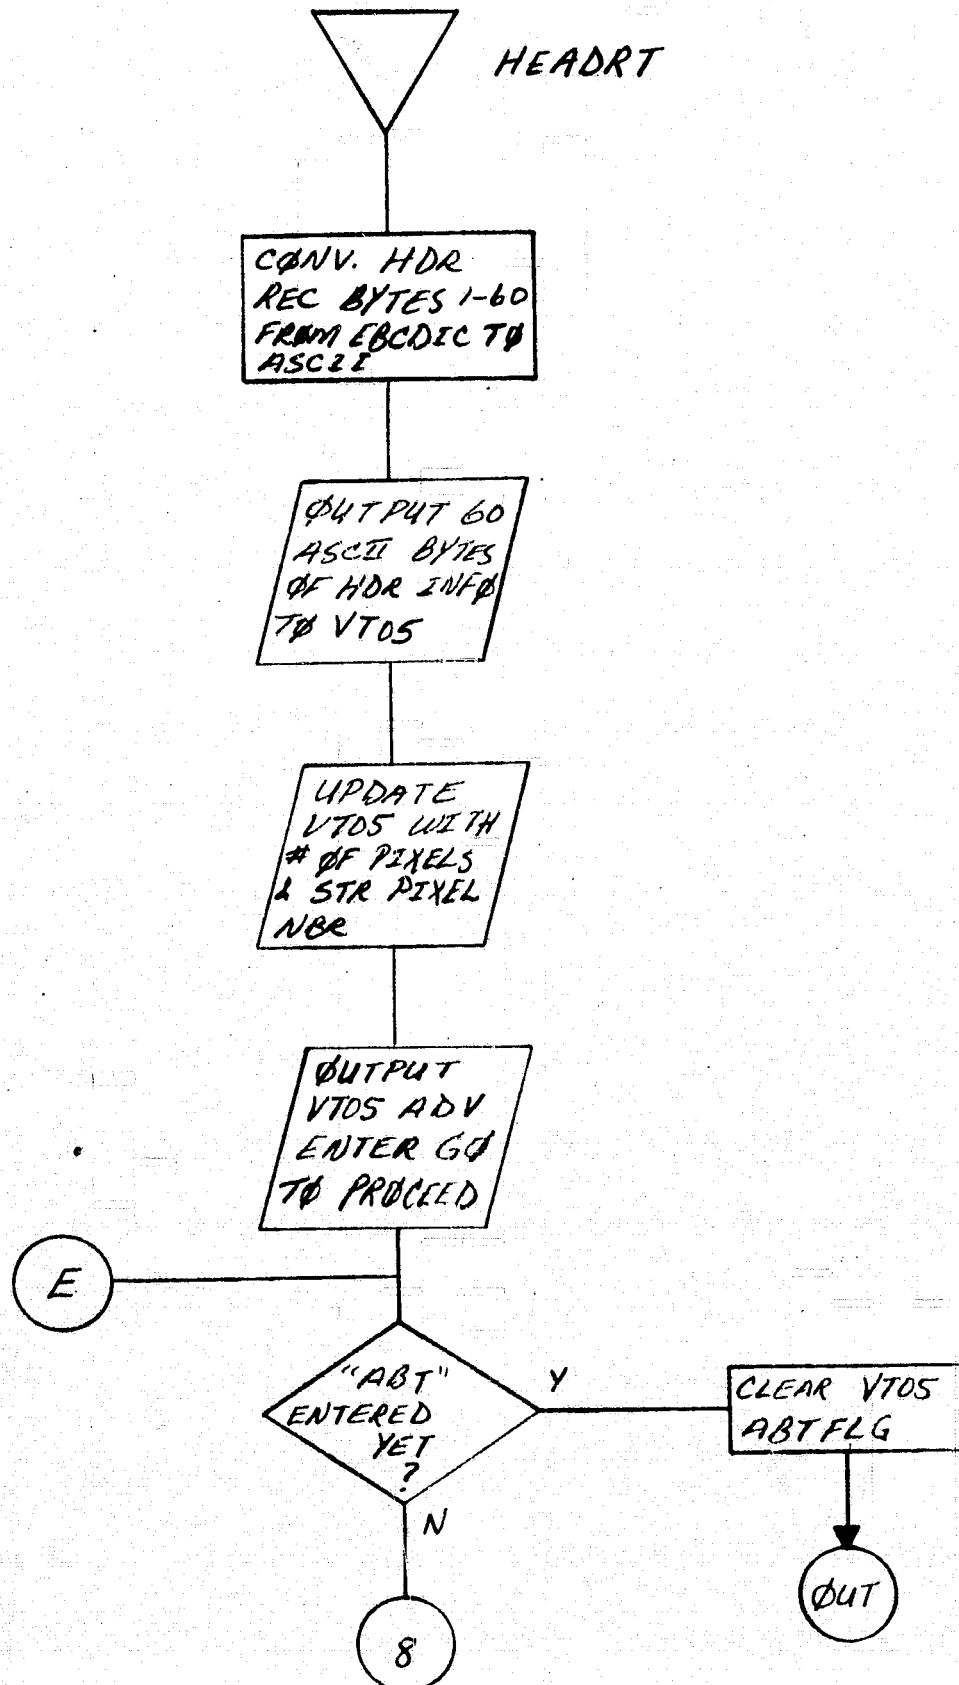 HEADRT
CØNV. HDR
REC BYTES 1-60
FRØM EBCDIC TØ
ASCII
ØUTPUT 60
ASCII BYTES
ØF HDR INFØ
TØ VT05
UPDATE
VT05 WITH
# ØF PIXELS
& STR PIXEL
NBR
ØUTPUT
VT05 ADV
ENTER GØ
TØ PRØCEED
E
"ABT"
ENTERED
YET
?
Y
CLEAR VT05
ABTFLG
N
ØUT
8